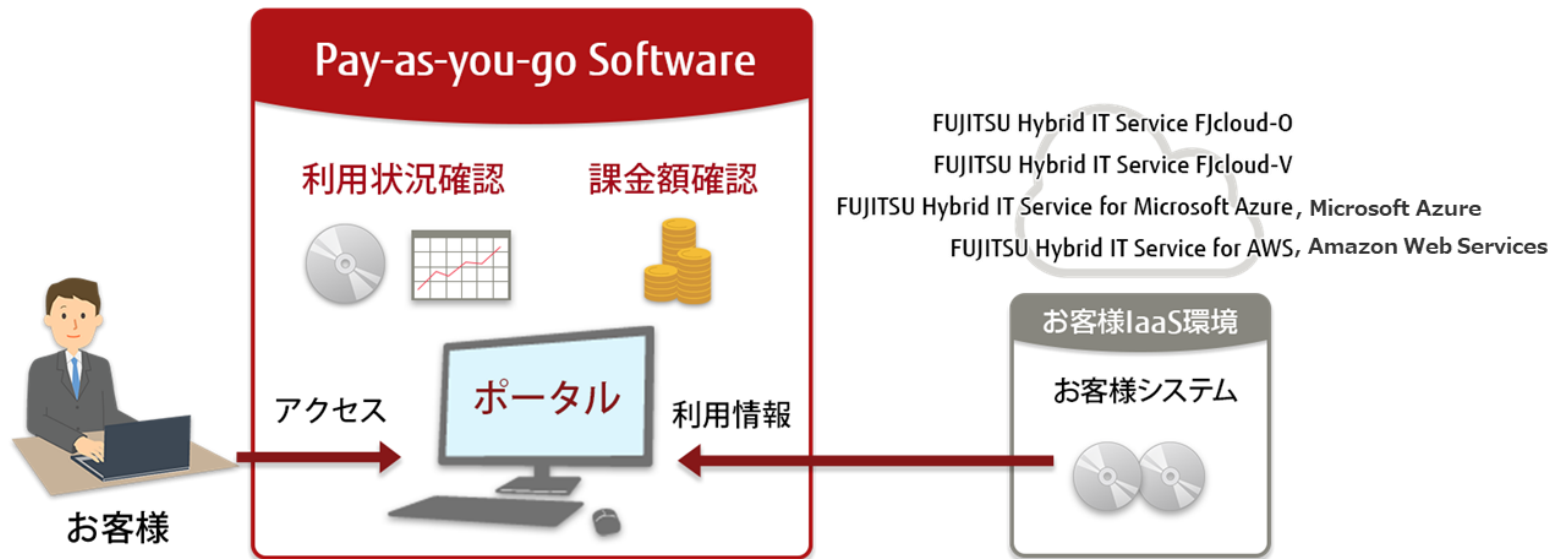 Pay-as-you-go Software
利用状況確認
課金額確認
ポータル
アクセス
利用情報
お客様
FUJITSU Hybrid IT Service FJcloud-O
FUJITSU Hybrid IT Service FJcloud-V
FUJITSU Hybrid IT Service for Microsoft Azure, Microsoft Azure
FUJITSU Hybrid IT Service for AWS, Amazon Web Services
お客様IaaS環境
お客様システム